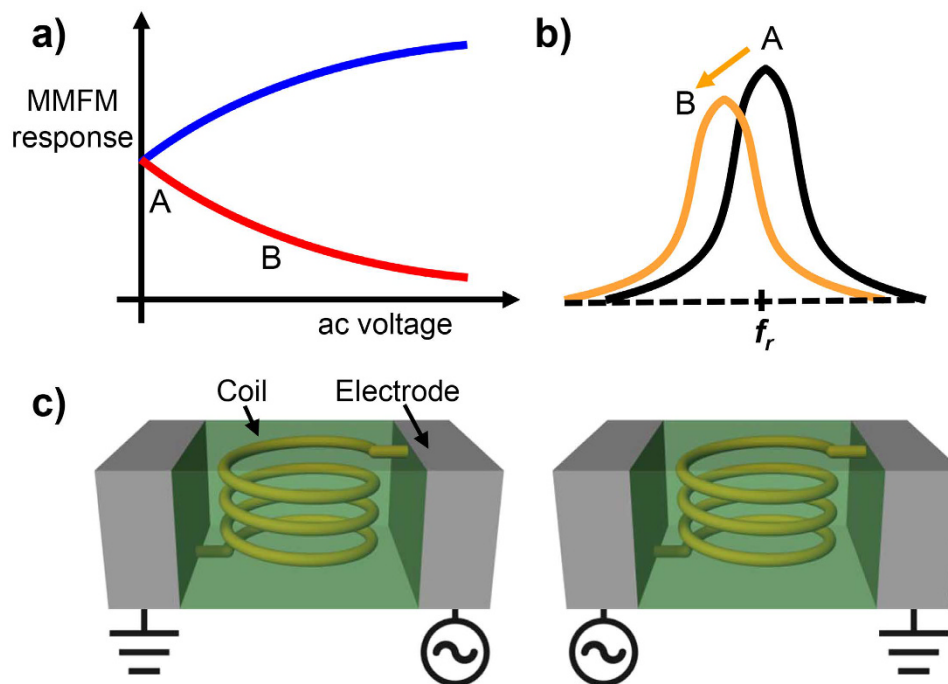 a)
MMFM
response
A
B
ac voltage
b)
A
B
f_r
c)
Coil
Electrode